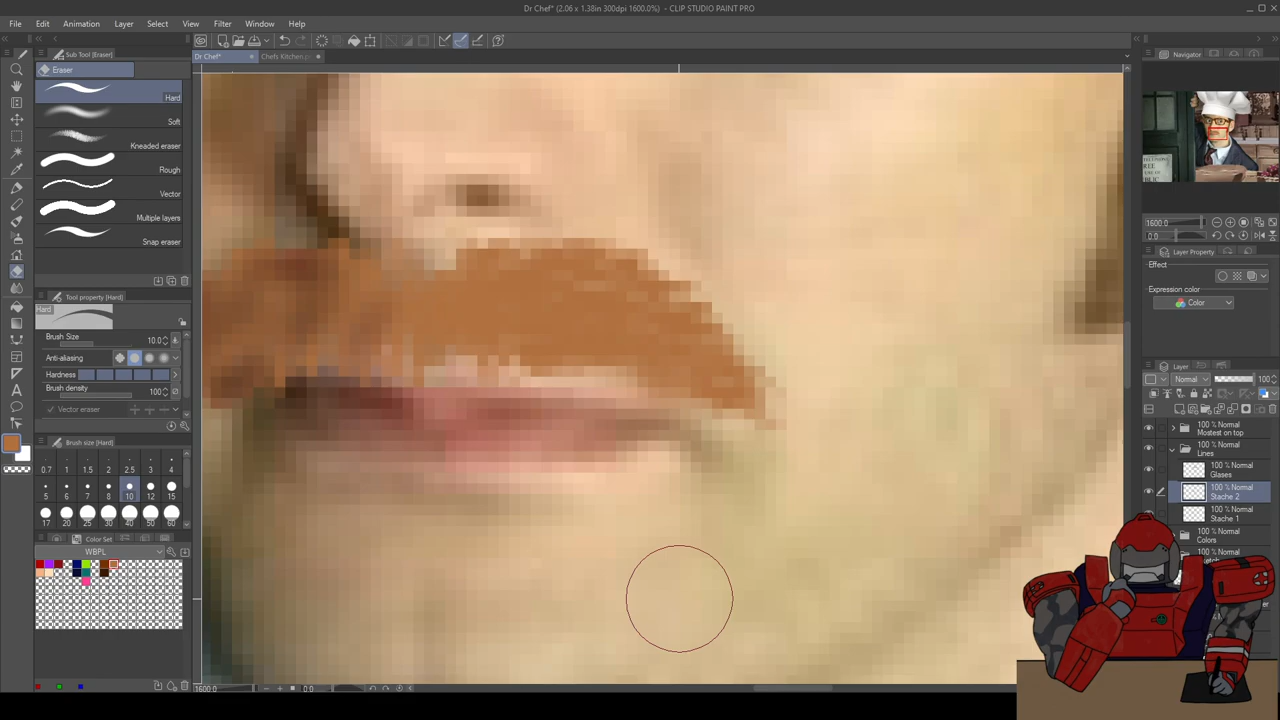 Dr Chef* (2.06 x 1.38in 300dpi 1600.0%) - CLIP STUDIO PAINT PRO
File Edit Animation Layer Select View Filter Window Help
Sub Tool [Eraser]
Dr Chef*
Chefs Kitchen
Navigator
Eraser
Hard
Soft
Kneaded eraser
Rough
Vector
Multiple layers
Snap eraser
Tool property [Hard]
Hard
Brush Size 10.0
Anti-aliasing
Hardness
Brush density 100
Vector eraser
Brush size [Hard]
0.7 1 1.5 2 2.5 3 4
5 6 7 8 10 12 15
17 20 25 30 40 50 60
Color Set
WBPL
1600.0
0.0
1600.0
0.0
Layer Property
Effect
Expression color
Color
Layer
Normal 100
100 % Normal
Mostest on top
100 % Normal
Lines
100 % Normal
Glases
100 % Normal
Stache 2
100 % Normal
Stache 1
100 % Normal
Colors